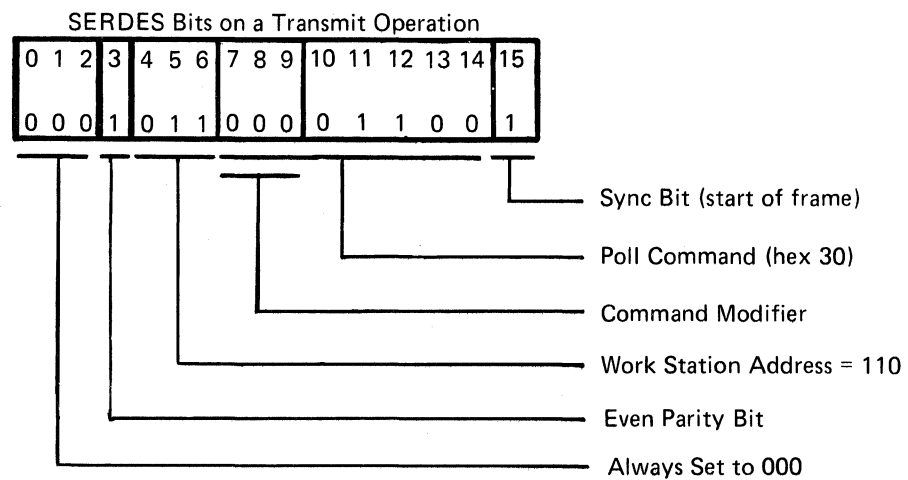 SERDES Bits on a Transmit Operation
0 1 2 3 4 5 6 7 8 9 10 11 12 13 14 15
0 0 0 1 0 1 1 0 0 0 0 1 1 0 0 1
Sync Bit (start of frame)
Poll Command (hex 30)
Command Modifier
Work Station Address = 110
Even Parity Bit
Always Set to 000